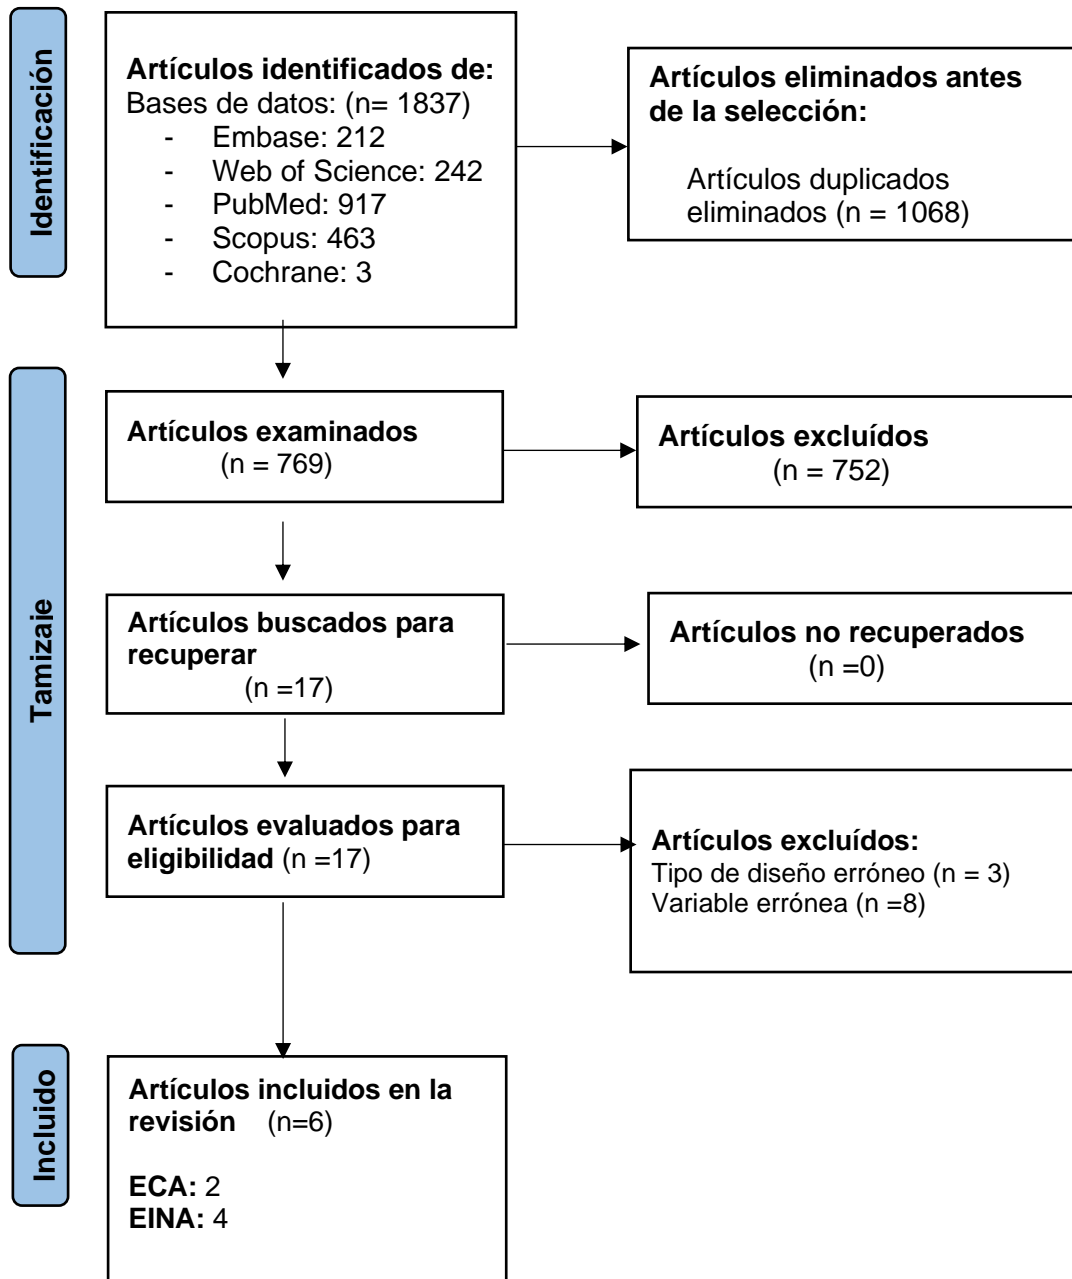 Identificación
Artículos identificados de:
Bases de datos: (n= 1837)
- Embase: 212
- Web of Science: 242
- PubMed: 917
- Scopus: 463
- Cochrane: 3
Artículos eliminados antes
de la selección:
Artículos duplicados
eliminados (n = 1068)
Tamizaje
Artículos examinados
(n = 769)
Artículos excluídos
(n = 752)
Artículos buscados para
recuperar
(n =17)
Artículos no recuperados
(n =0)
Artículos evaluados para
eligibilidad (n =17)
Artículos excluídos:
Tipo de diseño erróneo (n = 3)
Variable errónea (n =8)
Incluido
Artículos incluidos en la
revisión (n=6)
ECA: 2
EINA: 4